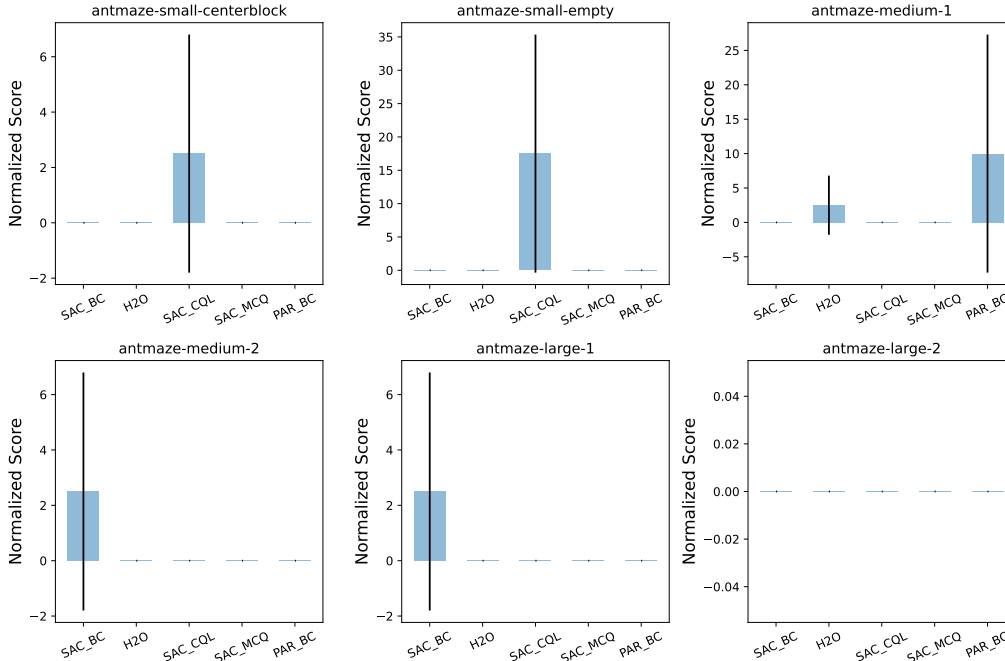 antmaze-small-centerblock
Normalized Score
6
4
2
0
−2
SAC_BC
H2O
SAC_CQL
SAC_MCQ
PAR_BC
antmaze-small-empty
Normalized Score
35
30
25
20
15
10
5
0
SAC_BC
H2O
SAC_CQL
SAC_MCQ
PAR_BC
antmaze-medium-1
Normalized Score
25
20
15
10
5
0
−5
SAC_BC
H2O
SAC_CQL
SAC_MCQ
PAR_BC
antmaze-medium-2
Normalized Score
6
4
2
0
−2
SAC_BC
H2O
SAC_CQL
SAC_MCQ
PAR_BC
antmaze-large-1
Normalized Score
6
4
2
0
−2
SAC_BC
H2O
SAC_CQL
SAC_MCQ
PAR_BC
antmaze-large-2
Normalized Score
0.04
0.02
0.00
−0.02
−0.04
SAC_BC
H2O
SAC_CQL
SAC_MCQ
PAR_BC